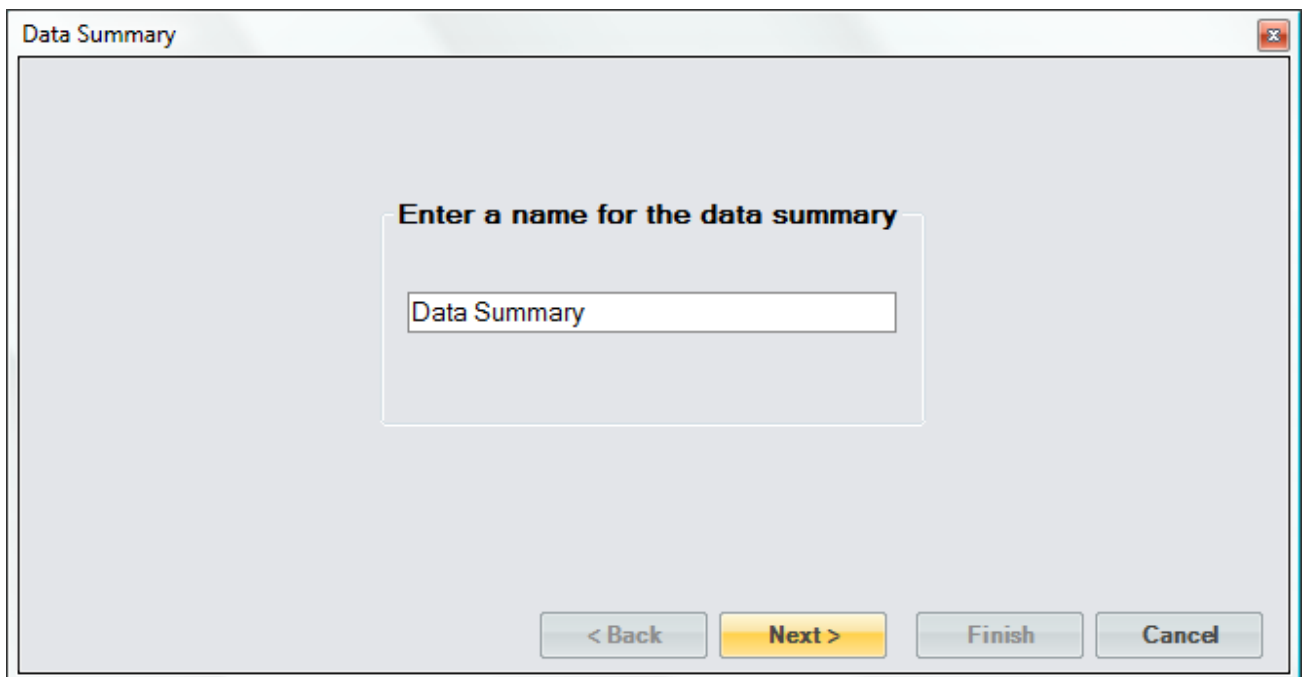 Data Summary
Enter a name for the data summary
Data Summary
< Back Next > Finish Cancel